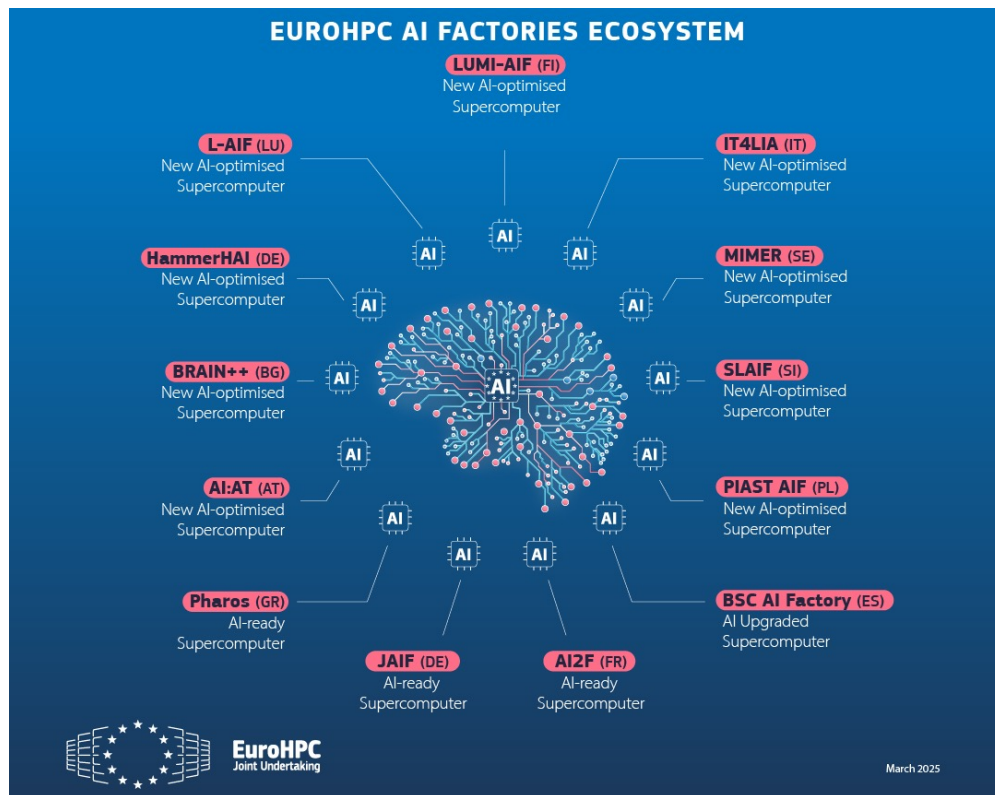 EUROHPC AI FACTORIES ECOSYSTEM
LUMI-AIF (FI)
New AI-optimised
Supercomputer
L-AIF (LU)
New AI-optimised
Supercomputer
IT4LIA (IT)
New AI-optimised
Supercomputer
AI
AI
AI
HammerHAI (DE)
New AI-optimised
Supercomputer
MIMER (SE)
New AI-optimised
Supercomputer
AI
AI
BRAIN++ (BG)
New AI-optimised
Supercomputer
AI
AI
AI
SLAIF (SI)
New AI-optimised
Supercomputer
AI
AI
AI:AT (AT)
New AI-optimised
Supercomputer
PIAST AIF (PL)
New AI-optimised
Supercomputer
AI
AI
AI
AI
Pharos (GR)
AI-ready
Supercomputer
BSC AI Factory (ES)
AI Upgraded
Supercomputer
JAIF (DE)
AI-ready
Supercomputer
AI2F (FR)
AI-ready
Supercomputer
EuroHPC
Joint Undertaking
March 2025